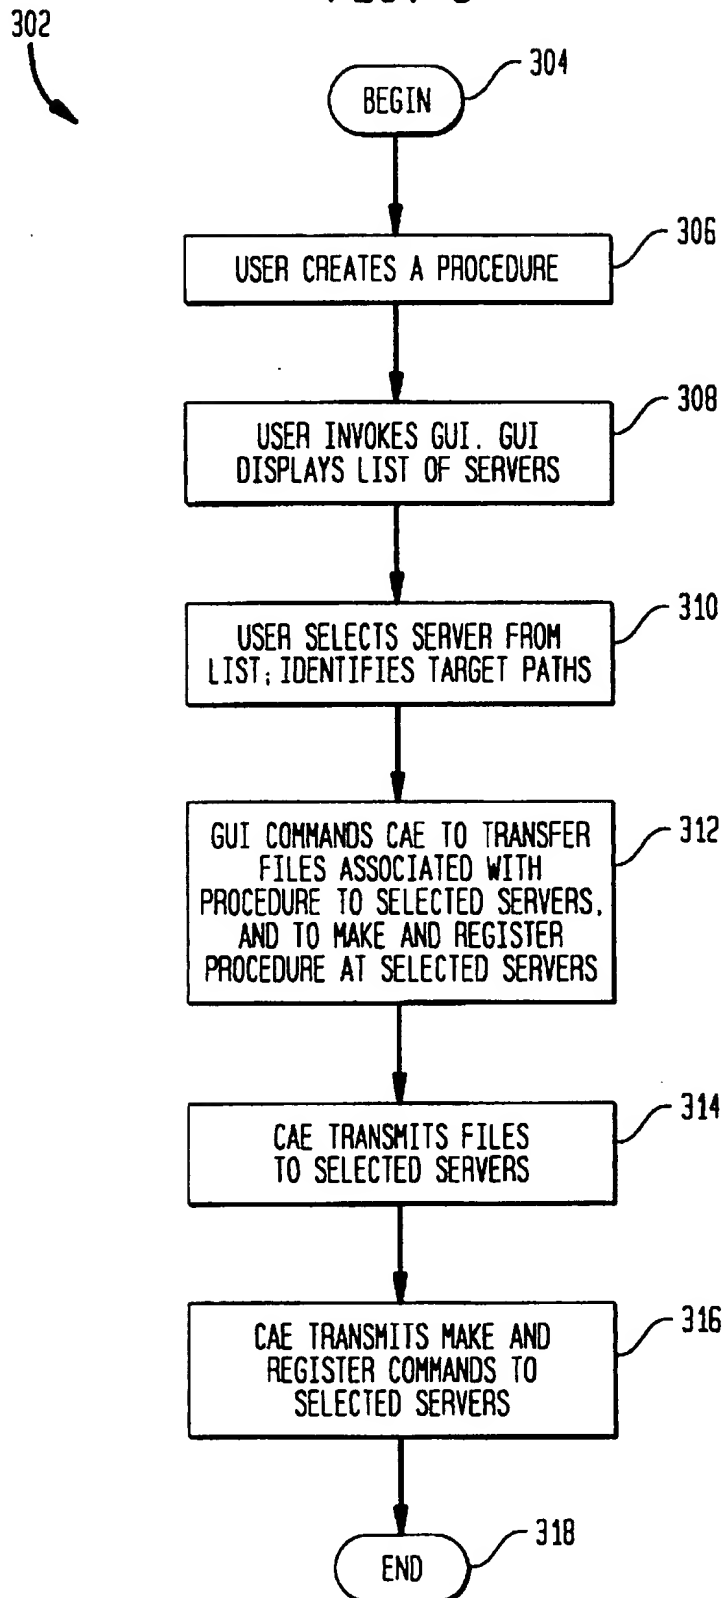 302
BEGIN
304
USER CREATES A PROCEDURE
306
USER INVOKES GUI. GUI
DISPLAYS LIST OF SERVERS
308
USER SELECTS SERVER FROM
LIST; IDENTIFIES TARGET PATHS
310
GUI COMMANDS CAE TO TRANSFER
FILES ASSOCIATED WITH
PROCEDURE TO SELECTED SERVERS,
AND TO MAKE AND REGISTER
PROCEDURE AT SELECTED SERVERS
312
CAE TRANSMITS FILES
TO SELECTED SERVERS
314
CAE TRANSMITS MAKE AND
REGISTER COMMANDS TO
SELECTED SERVERS
316
END
318